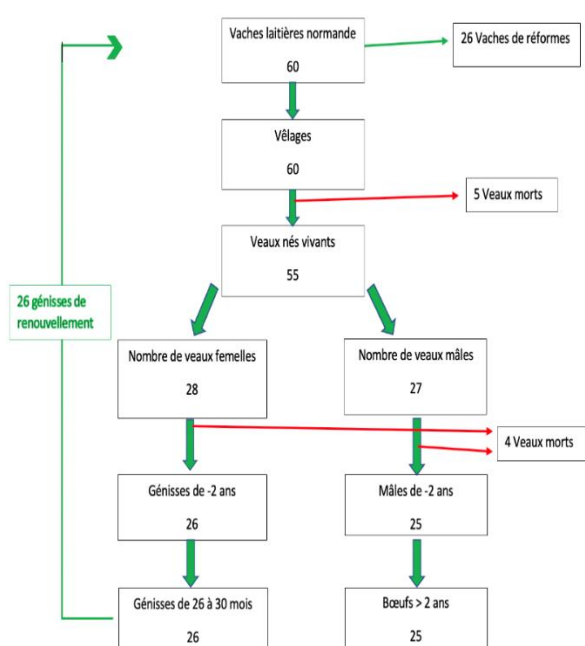 Vaches laitières normande
60
26 Vaches de réformes
Vêlages
60
5 Veaux morts
Veaux nés vivants
55
26 génisses de
renouvellement
Nombre de veaux femelles
28
Nombre de veaux mâles
27
4 Veaux morts
Génisses de -2 ans
26
Mâles de -2 ans
25
Génisses de 26 à 30 mois
26
Bœufs > 2 ans
25